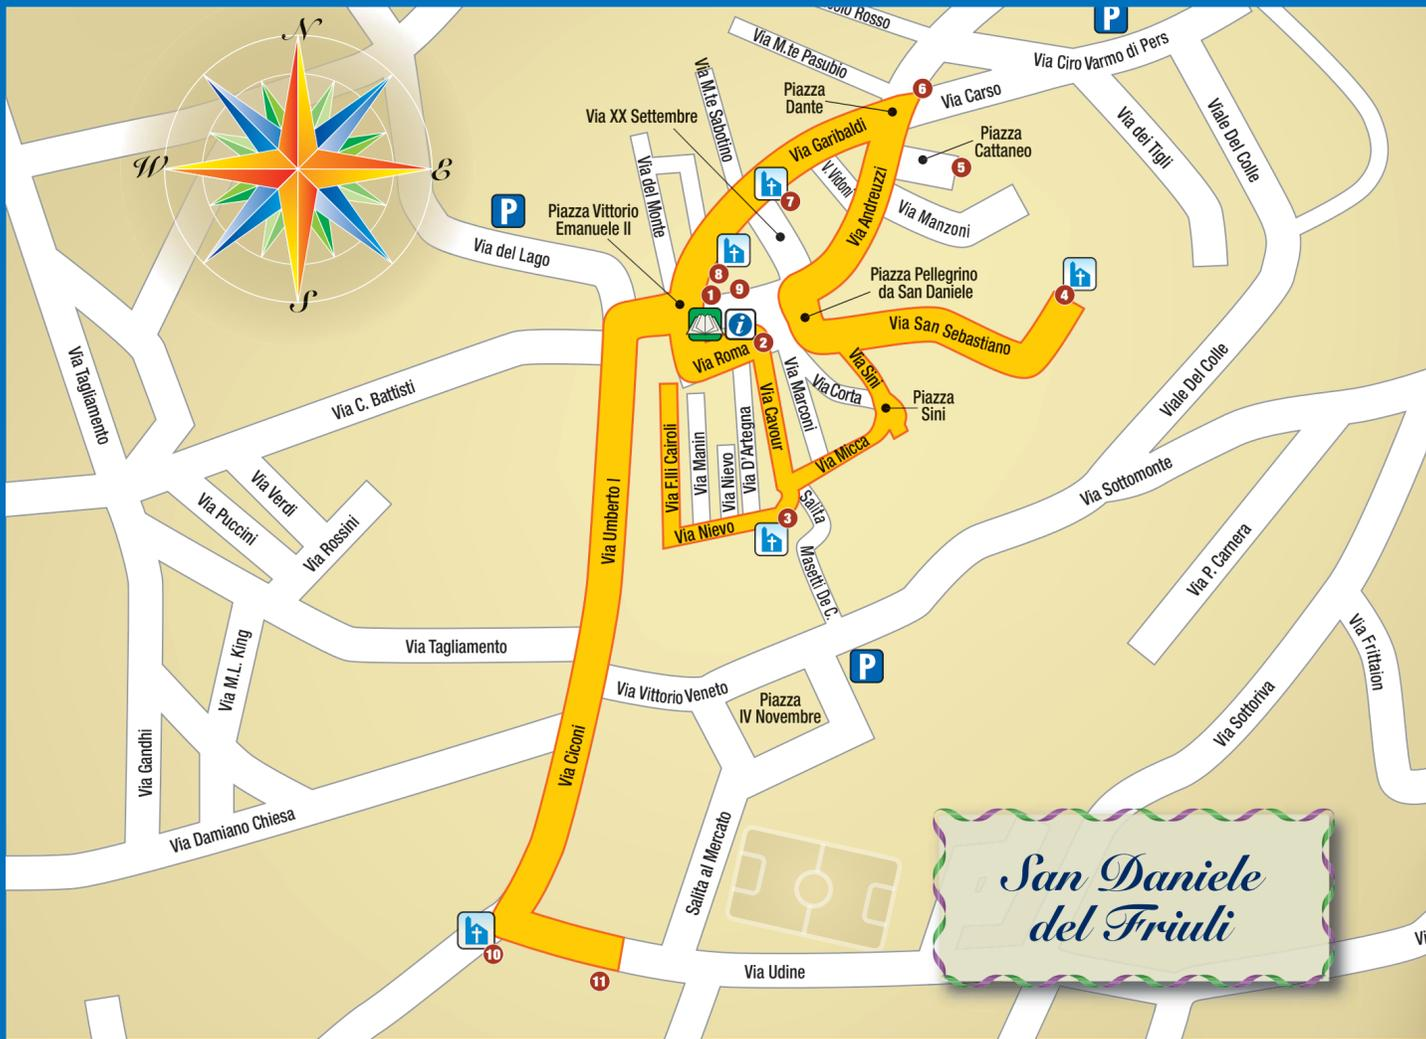 N
W
E
S
colo Rosso
P
Via M.te Pasubio
Via Ciro Varmo di Pers
Via M.te Sabotino
Piazza
Dante
6
Via Carso
Via XX Settembre
Via Garibaldi
Piazza
Cattaneo
5
Via dei Tigli
Viale Del Colle
Via del Monte
7
V. Vidoni
Via Andreuzzi
Via Manzoni
P
Piazza Vittorio
Emanuele II
Via del Lago
8
1
9
i
Piazza Pellegrino
da San Daniele
4
Via San Sebastiano
2
Via Roma
Via Sini
Via Corta
Via Marconi
Via Cavour
Piazza
Sini
Via Tagliamento
Via C. Battisti
Viale Del Colle
Via F.lli Cairoli
Via Manin
Via Nievo
Via D'Artegna
Via Micca
Via Sottomonte
Via Verdi
Via Puccini
Via Rossini
Via Umberto I
Via Nievo
3
Salita
Masetti De C.
Via P. Carnera
Via Frittaion
Via M.L. King
Via Tagliamento
Via Vittorio Veneto
P
Piazza
IV Novembre
Via Sottoriva
Via Gandhi
Via Ciconi
Via Damiano Chiesa
Salita al Mercato
San Daniele
del Friuli
10
11
Via Udine
Vi